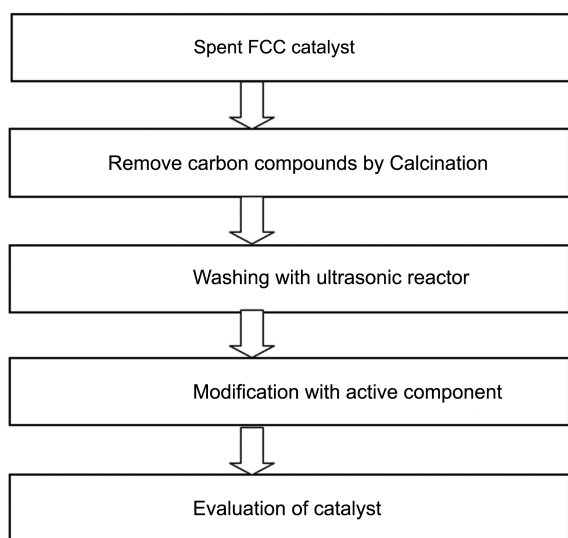 Spent FCC catalyst
Remove carbon compounds by Calcination
Washing with ultrasonic reactor
Modification with active component
Evaluation of catalyst